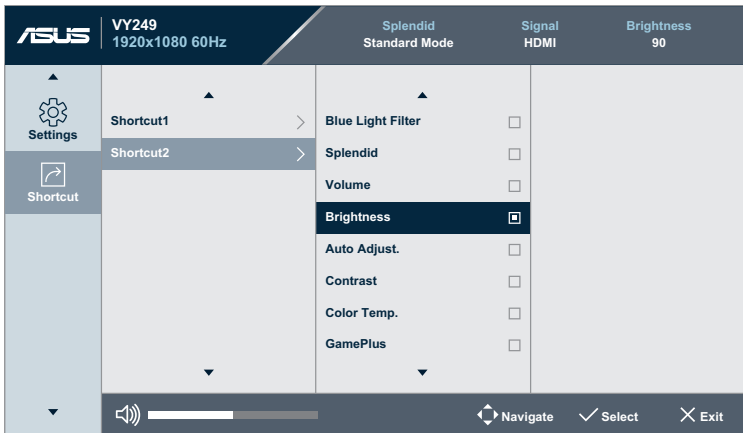 ASUS
VY249
1920x1080 60Hz
Splendid
Standard Mode
Signal
HDMI
Brightness
90
Settings
Shortcut
Shortcut1
Shortcut2
Blue Light Filter
Splendid
Volume
Brightness
Auto Adjust.
Contrast
Color Temp.
GamePlus
Navigate
Select
Exit